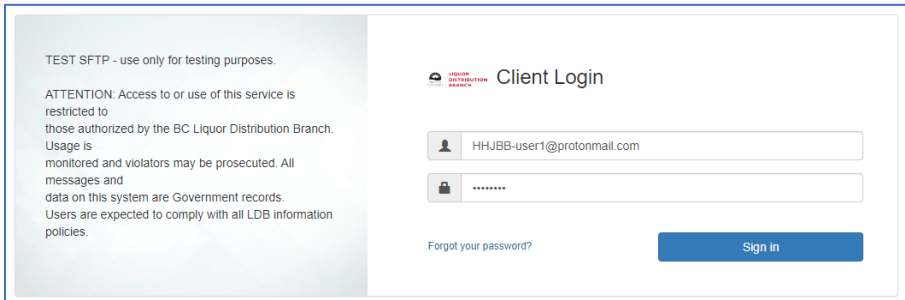 TEST SFTP - use only for testing purposes.
ATTENTION: Access to or use of this service is
restricted to
those authorized by the BC Liquor Distribution Branch.
Usage is
monitored and violators may be prosecuted. All
messages and
data on this system are Government records.
Users are expected to comply with all LDB information
policies.
LIQUOR
DISTRIBUTION
BRANCH
Client Login
HHJBB-user1@protonmail.com
••••••••
Forgot your password?
Sign in